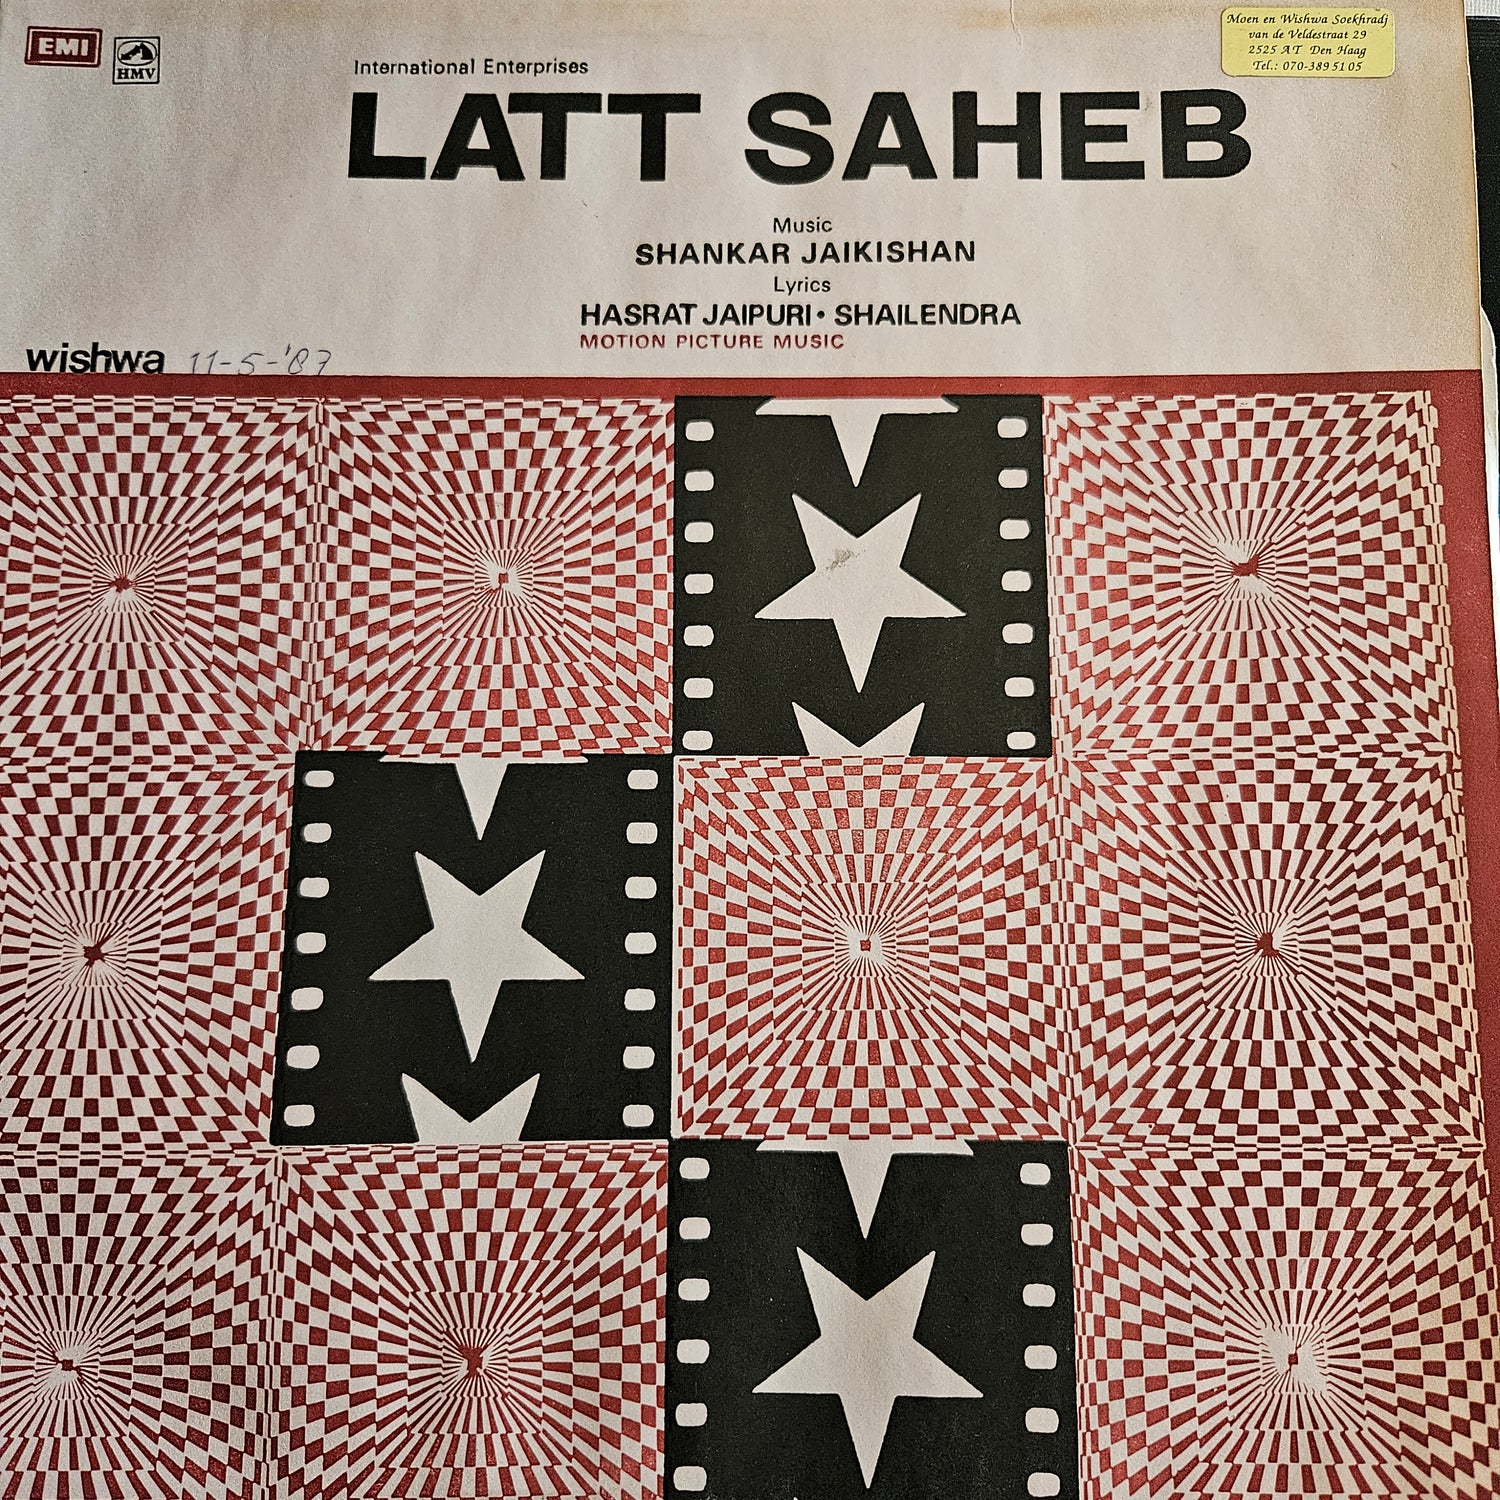 EMI
HMV
Moen en Wishwa Soekhradj
van de Veldestraat 29
2525 AT Den Haag
Tel.: 070-389 51 05
International Enterprises
LATT SAHEB
Music
SHANKAR JAIKISHAN
Lyrics
HASRAT JAIPURI • SHAILENDRA
MOTION PICTURE MUSIC
wishwa 11-5-'87